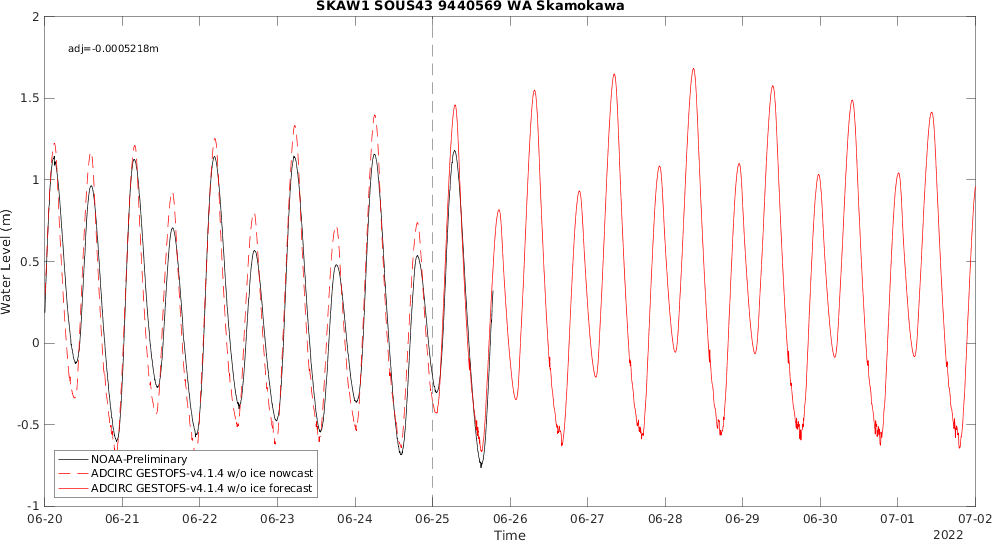 SKAW1 SOUS43 9440569 WA Skamokawa
adj=-0.0005218m
2
1.5
1
0.5
0
-0.5
-1
Water Level (m)
NOAA-Preliminary
ADCIRC GESTOFS-v4.1.4 w/o ice nowcast
ADCIRC GESTOFS-v4.1.4 w/o ice forecast
06-20 06-21 06-22 06-23 06-24 06-25 06-26 06-27 06-28 06-29 06-30 07-01 07-02
Time
2022